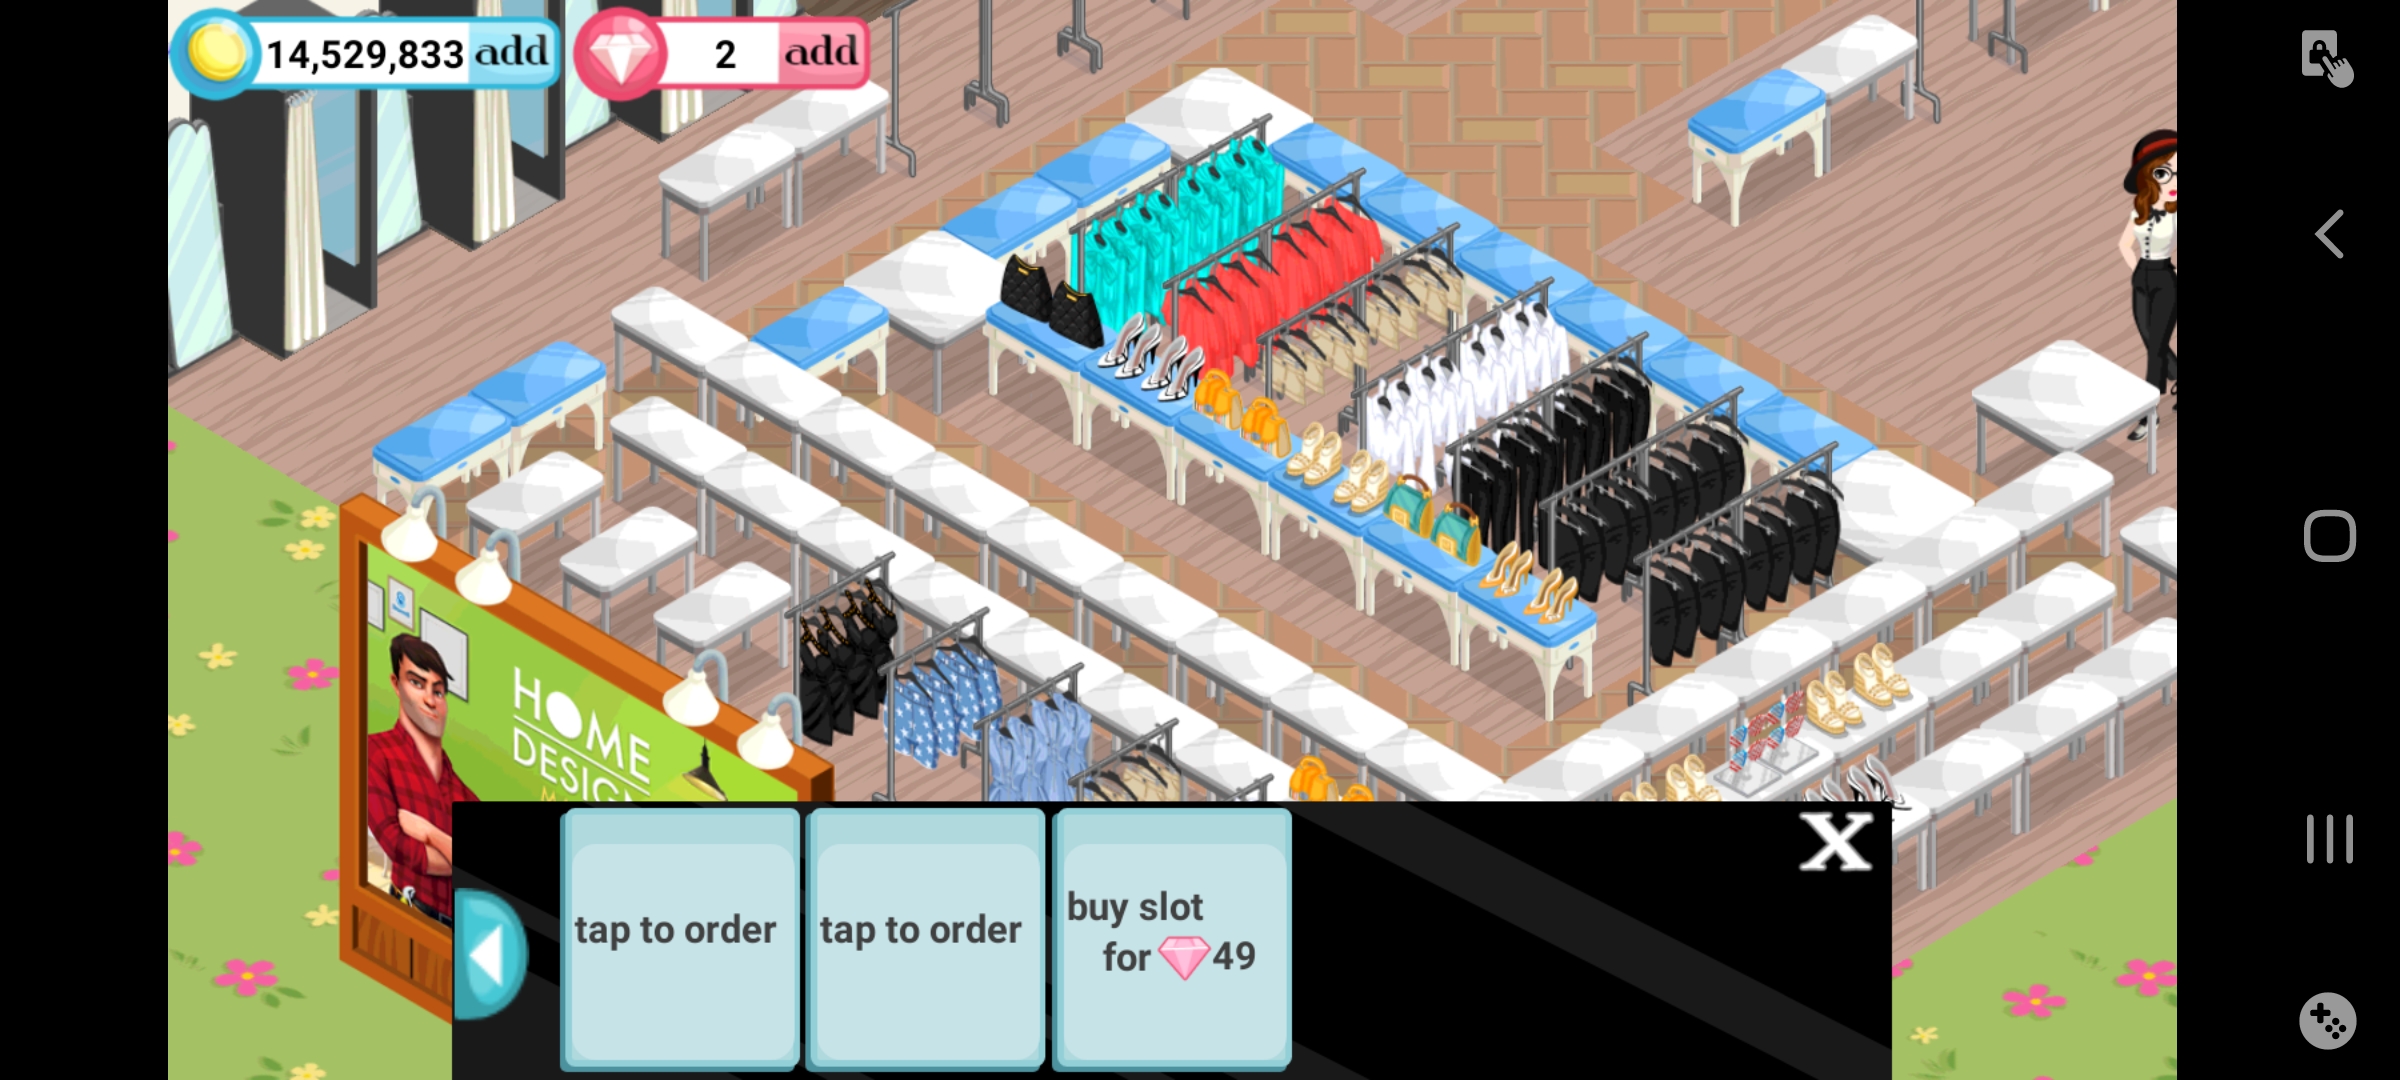 14,529,833 add
2 add
HOME
DESIGN
tap to order
tap to order
buy slot
for 49
X